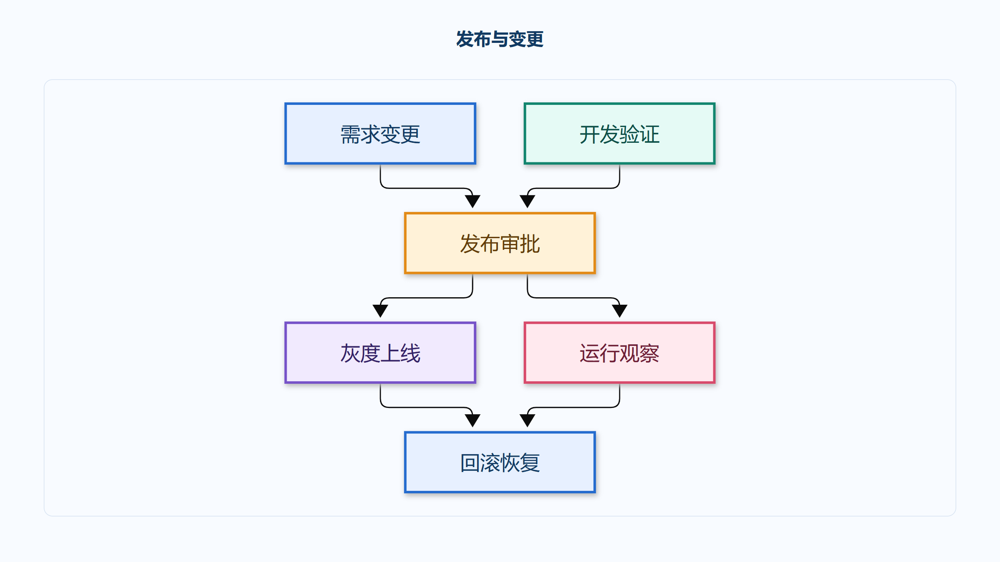 发布与变更
需求变更
开发验证
发布审批
灰度上线
运行观察
回滚恢复